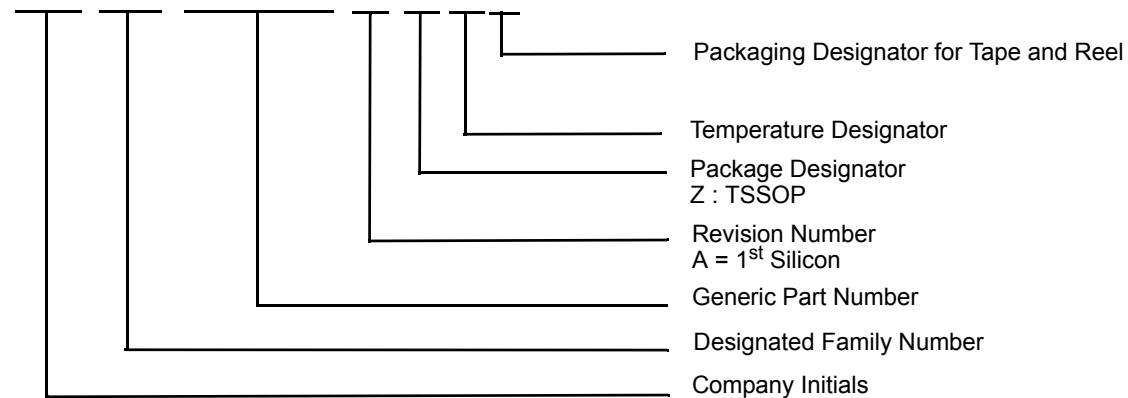 Packaging Designator for Tape and Reel
Temperature Designator
Package Designator
Z : TSSOP
Revision Number
A = 1st Silicon
Generic Part Number
Designated Family Number
Company Initials